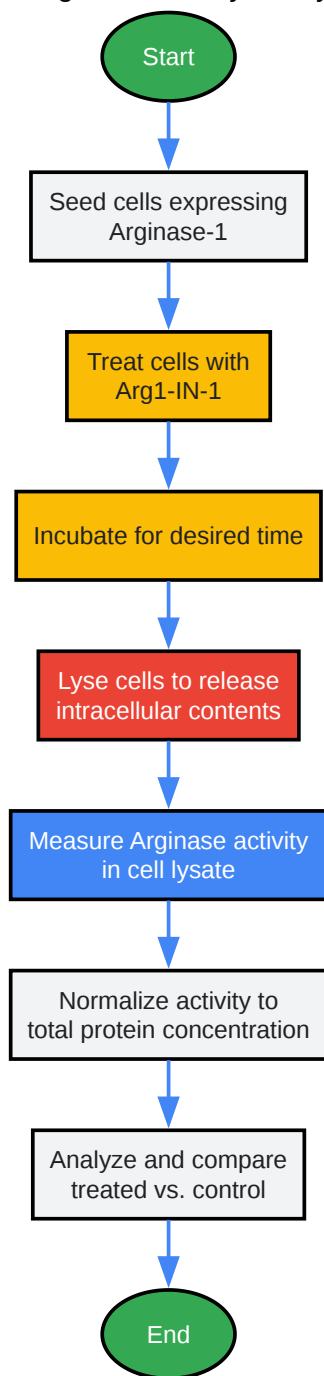 Start
Seed cells expressing
Arginase-1
Treat cells with
Arg1-IN-1
Incubate for desired time
Lyse cells to release
intracellular contents
Measure Arginase activity
in cell lysate
Normalize activity to
total protein concentration
Analyze and compare
treated vs. control
End